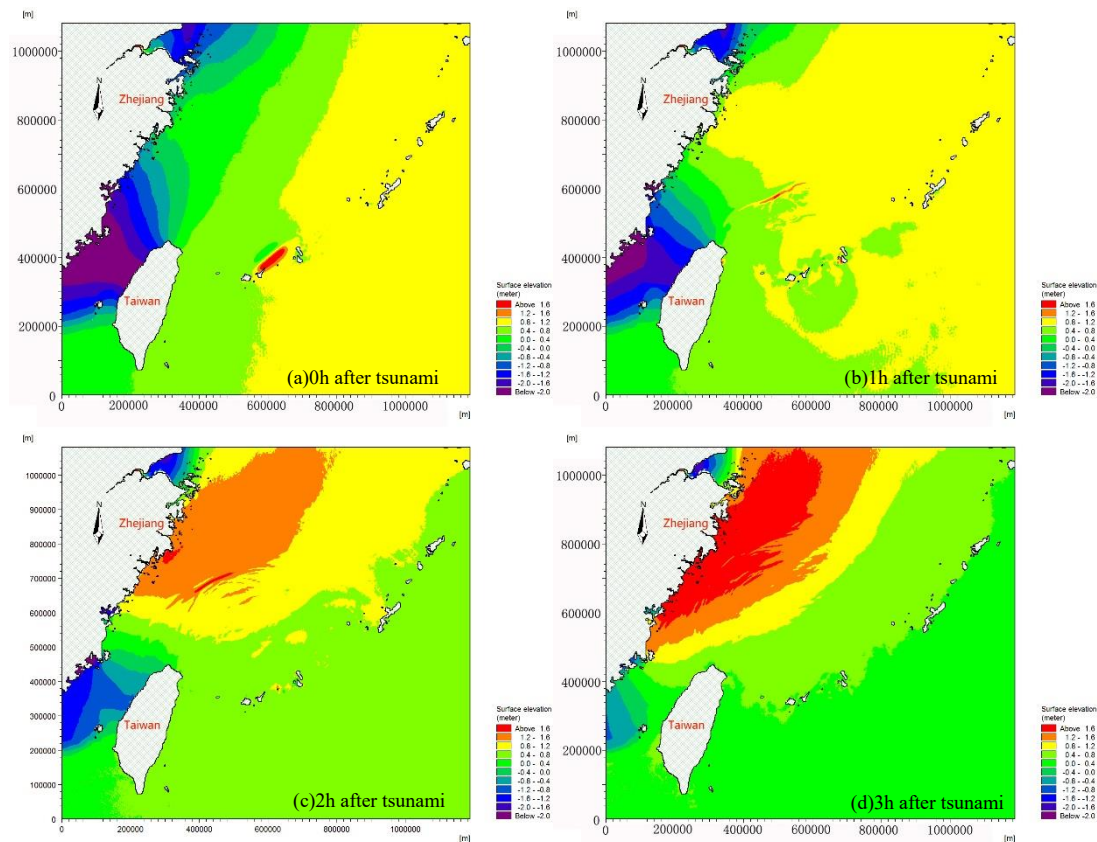 [m]
1000000
800000
600000
400000
200000
0
N
Zhejiang
Taiwan
Surface elevation
(meter)
Above 1.6
1.2 - 1.6
0.8 - 1.2
0.4 - 0.8
0.0 - 0.4
-0.4 - 0.0
-0.8 - -0.4
-1.2 - -0.8
-1.6 - -1.2
-2.0 - -1.6
Below -2.0
(a)0h after tsunami
0 200000 400000 600000 800000 1000000
[m]
[m]
1000000
800000
600000
400000
200000
0
N
Zhejiang
Taiwan
Surface elevation
(meter)
Above 1.6
1.2 - 1.6
0.8 - 1.2
0.4 - 0.8
0.0 - 0.4
-0.4 - 0.0
-0.8 - -0.4
-1.2 - -0.8
-1.6 - -1.2
-2.0 - -1.6
Below -2.0
(b)1h after tsunami
0 200000 400000 600000 800000 1000000
[m]
[m]
1000000
900000
800000
700000
600000
500000
400000
300000
200000
100000
0
N
Zhejiang
Taiwan
Surface elevation
(meter)
Above 1.6
1.2 - 1.6
0.8 - 1.2
0.4 - 0.8
0.0 - 0.4
-0.4 - 0.0
-0.8 - -0.4
-1.2 - -0.8
-1.6 - -1.2
-2.0 - -1.6
Below -2.0
(c)2h after tsunami
0 200000 400000 600000 800000 1000000
[m]
[m]
1000000
800000
600000
400000
200000
0
N
Zhejiang
Taiwan
Surface elevation
(meter)
Above 1.6
1.2 - 1.6
0.8 - 1.2
0.4 - 0.8
0.0 - 0.4
-0.4 - 0.0
-0.8 - -0.4
-1.2 - -0.8
-1.6 - -1.2
-2.0 - -1.6
Below -2.0
(d)3h after tsunami
0 200000 400000 600000 800000 1000000
[m]